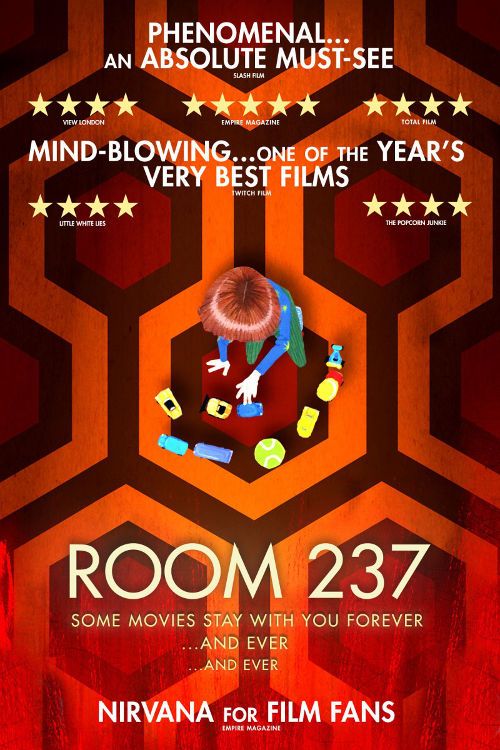 PHENOMENAL...
AN ABSOLUTE MUST-SEE
SLASH FILM
VIEW LONDON
EMPIRE MAGAZINE
TOTAL FILM
MIND-BLOWING...ONE OF THE YEAR'S
VERY BEST FILMS
TWITCH FILM
LITTLE WHITE LIES
THE POPCORN JUNKIE
ROOM 237
SOME MOVIES STAY WITH YOU FOREVER
...AND EVER
...AND EVER
NIRVANA FOR FILM FANS
EMPIRE MAGAZINE